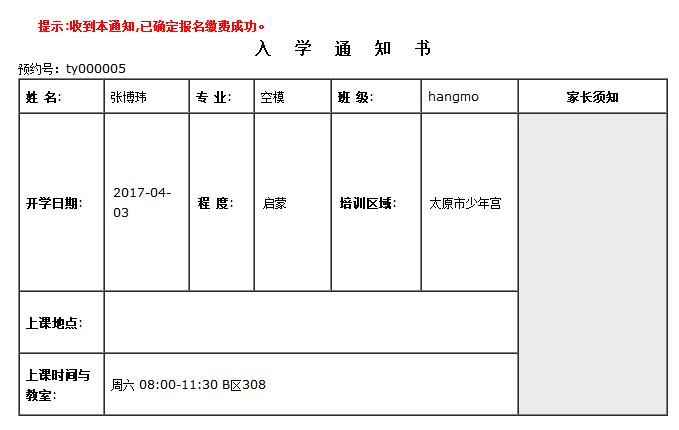 提示:收到本通知,已确定报名缴费成功。
入 学 通 知 书
预约号: ty000005
姓 名: 张博玮 专 业: 空模 班 级: hangmo 家长须知
开学日期: 2017-04-
03 程 度: 启蒙 培训区域: 太原市少年宫
上课地点:
上课时间与
教室: 周六 08:00-11:30 B区308